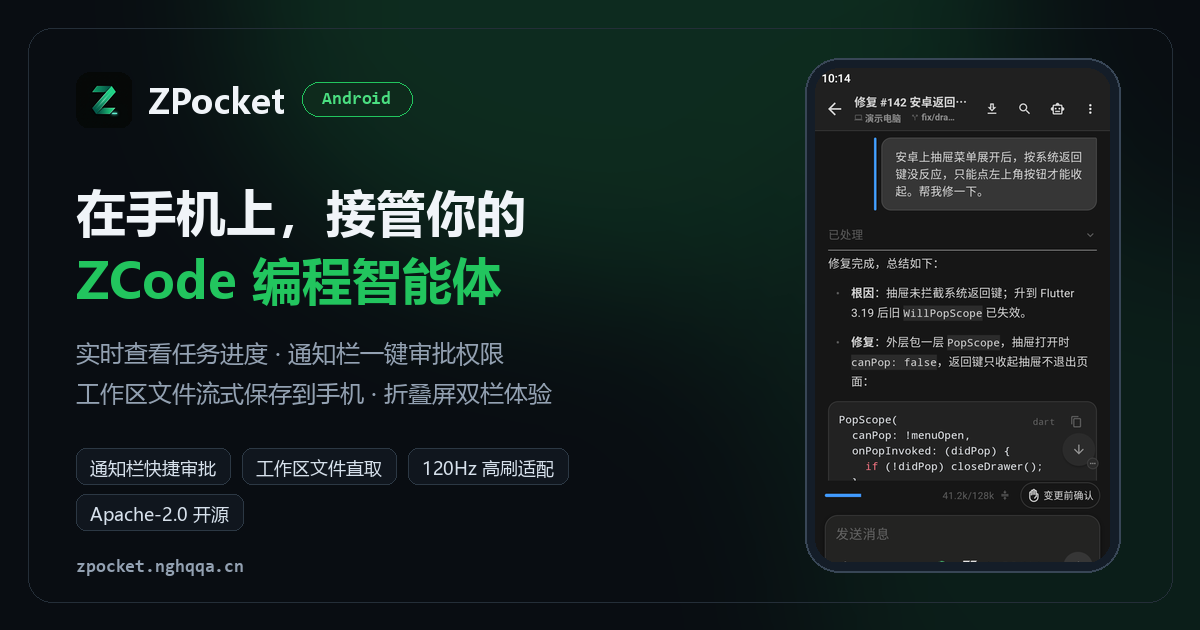 ZPocket
Android
在手机上，接管你的
ZCode 编程智能体
实时查看任务进度 · 通知栏一键审批权限
工作区文件流式保存到手机 · 折叠屏双栏体验
通知栏快捷审批
工作区文件直取
120Hz 高刷适配
Apache-2.0 开源
zpocket.nghqqa.cn
10:14
修复 #142 安卓返回…
演示电脑
fix/dra…
安卓上抽屉菜单展开后，按系统返回
键没反应，只能点左上角按钮才能收
起。帮我修一下。
已处理
修复完成，总结如下：
· 根因：抽屉未拦截系统返回键；升到 Flutter
3.19 后旧 WillPopScope 已失效。
· 修复：外层包一层 PopScope，抽屉打开时
canPop: false，返回键只收起抽屉不退出页
面：
dart
PopScope(
canPop: !menuOpen,
onPopInvoked: (didPop) {
if (!didPop) closeDrawer();
41.2k/128k
变更前确认
发送消息